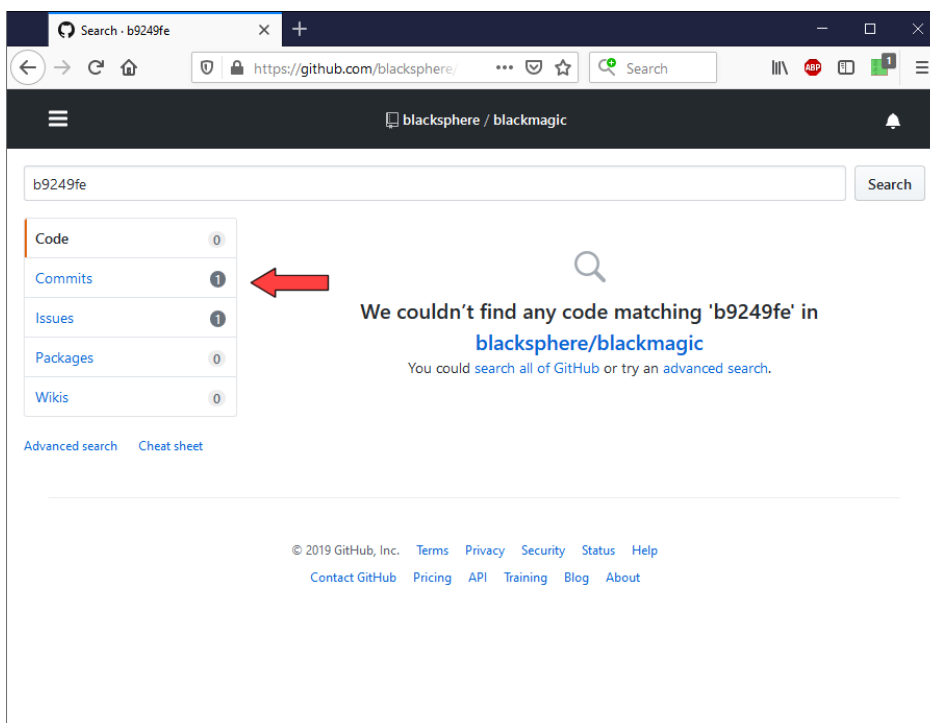 Search · b9249fe
https://github.com/blacksphere/
Search
ABP
1
blacksphere / blackmagic
b9249fe
Search
Code 0
Commits 1
Issues 1
Packages 0
Wikis 0
Advanced search Cheat sheet
We couldn't find any code matching 'b9249fe' in
blacksphere/blackmagic
You could search all of GitHub or try an advanced search.
© 2019 GitHub, Inc. Terms Privacy Security Status Help
Contact GitHub Pricing API Training Blog About